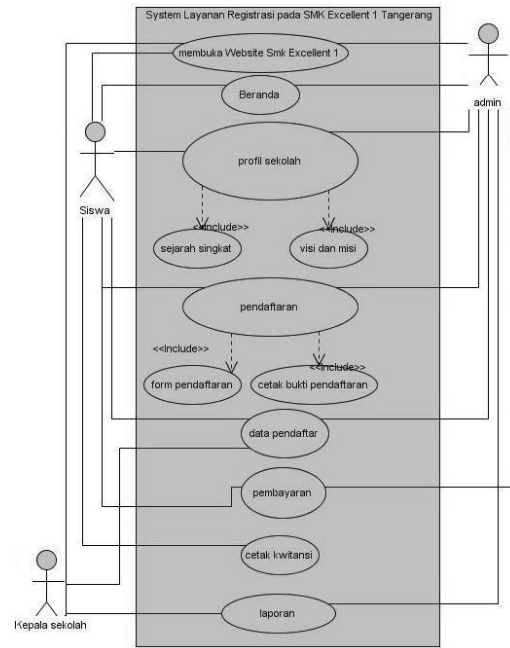 System Layanan Registrasi pada SMK Excellent 1 Tangerang
membuka Website Smk Excellent 1
admin
Beranda
profil sekolah
Siswa
<<Include>>
<<Include>>
sejarah singkat
visi dan misi
pendaftaran
<<Include>>
<<Include>>
form pendaftaran
cetak bukti pendaftaran
data pendaftar
pembayaran
cetak kwitansi
Kepala sekolah
laporan